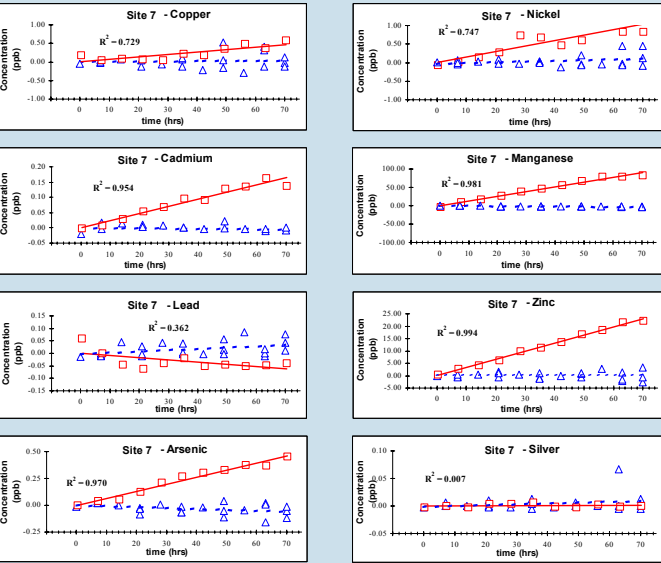 Site 7 - Copper
R² = 0.729
Concentration
(ppb)
1.00
0.50
0.00
-0.50
-1.00
0 10 20 30 40 50 60 70
time (hrs)
Site 7 - Nickel
R² = 0.747
Concentration
(ppb)
1.00
0.50
0.00
-0.50
-1.00
0 10 20 30 40 50 60 70
time (hrs)
Site 7 - Cadmium
R² = 0.954
Concentration
(ppb)
0.20
0.15
0.10
0.05
0.00
-0.05
0 10 20 30 40 50 60 70
time (hrs)
Site 7 - Manganese
R² = 0.981
Concentration
(ppb)
100.00
50.00
0.00
-50.00
-100.00
0 10 20 30 40 50 60 70
time (hrs)
Site 7 - Lead
R² = 0.362
Concentration
(ppb)
0.15
0.10
0.05
0.00
-0.05
-0.10
-0.15
0 10 20 30 40 50 60 70
time (hrs)
Site 7 - Zinc
R² = 0.994
Concentration
(ppb)
25.00
20.00
15.00
10.00
5.00
0.00
-5.00
0 10 20 30 40 50 60 70
time (hrs)
Site 7 - Arsenic
R² = 0.970
Concentration
(ppb)
0.50
0.25
0.00
-0.25
0 10 20 30 40 50 60 70
time (hrs)
Site 7 - Silver
R² = 0.007
Concentration
(ppb)
0.10
0.05
0.00
-0.05
0 10 20 30 40 50 60 70
time (hrs)